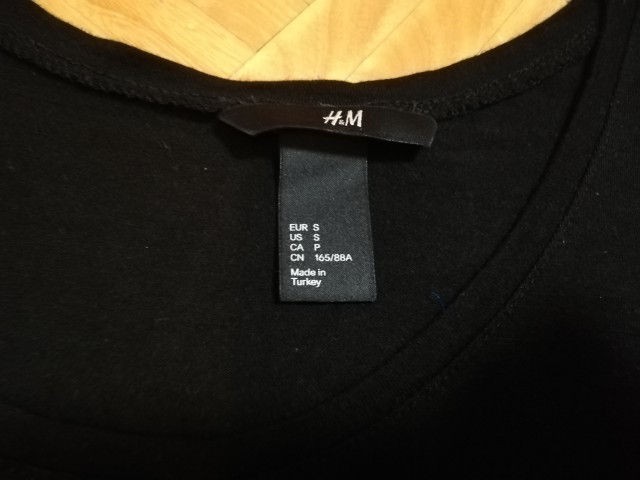 H&M
EUR S
US S
CA P
CN 165/88A
Made in
Turkey